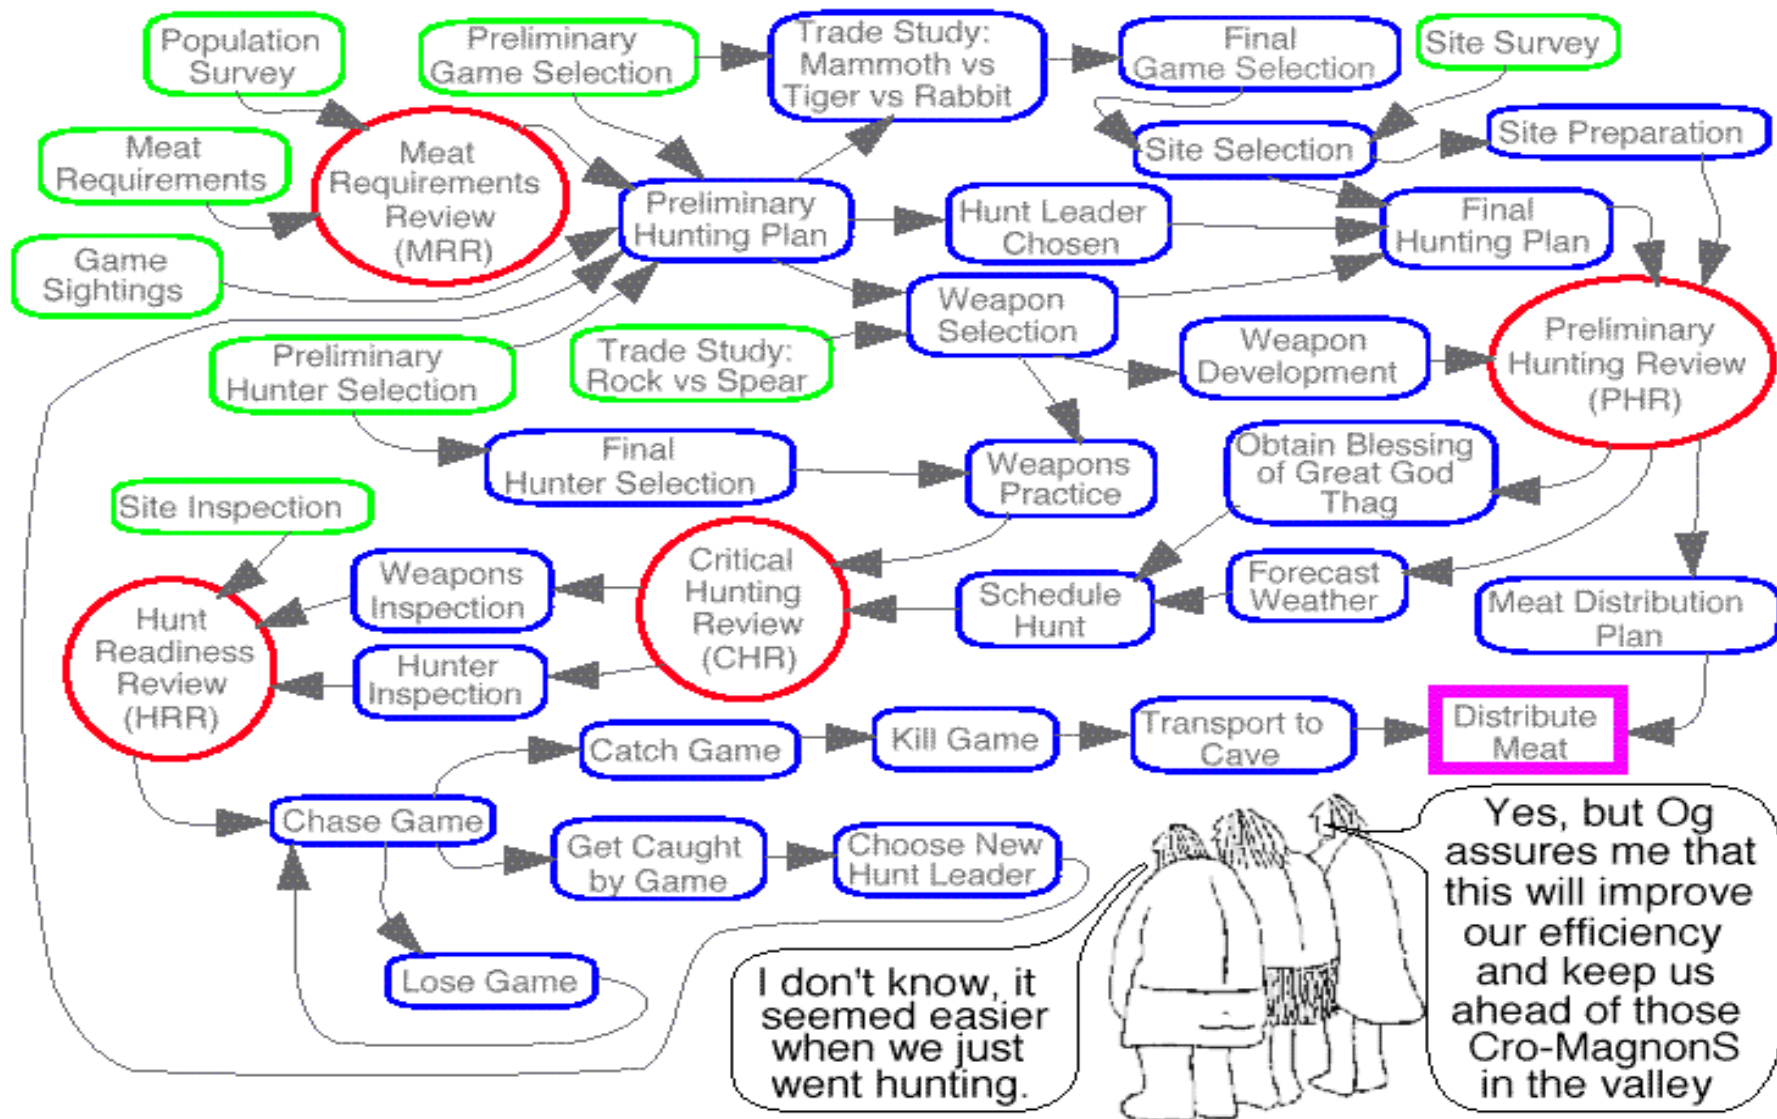 Population
Survey
Preliminary
Game Selection
Trade Study:
Mammoth vs
Tiger vs Rabbit
Final
Game Selection
Site Survey
Meat
Requirements
Meat
Requirements
Review
(MRR)
Site Selection
Site Preparation
Preliminary
Hunting Plan
Hunt Leader
Chosen
Final
Hunting Plan
Game
Sightings
Weapon
Selection
Preliminary
Hunter Selection
Trade Study:
Rock vs Spear
Weapon
Development
Preliminary
Hunting Review
(PHR)
Final
Hunter Selection
Weapons
Practice
Obtain Blessing
of Great God
Thag
Site Inspection
Weapons
Inspection
Critical
Hunting
Review
(CHR)
Schedule
Hunt
Forecast
Weather
Meat Distribution
Plan
Hunt
Readiness
Review
(HRR)
Hunter
Inspection
Catch Game
Kill Game
Transport to
Cave
Distribute
Meat
Chase Game
Get Caught
by Game
Choose New
Hunt Leader
Lose Game
I don't know, it
seemed easier
when we just
went hunting.
Yes, but Og
assures me that
this will improve
our efficiency
and keep us
ahead of those
Cro-MagnonS
in the valley